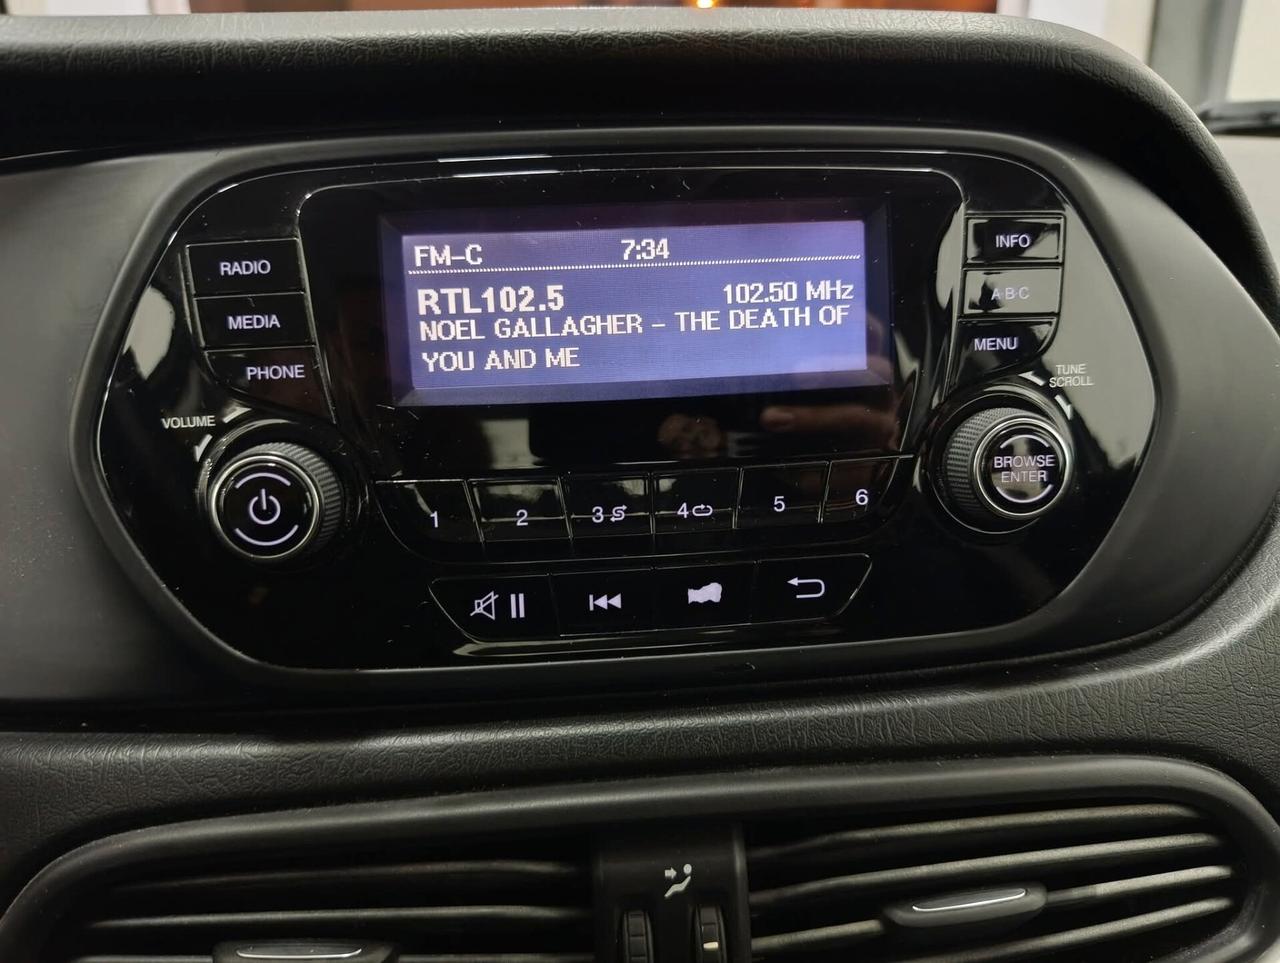 FM-C 7:34
RTL102.5 102.50 MHz
NOEL GALLAGHER - THE DEATH OF
YOU AND ME
RADIO
MEDIA
PHONE
VOLUME
INFO
A·B·C
MENU
TUNE
SCROLL
BROWSE
ENTER
1 2 3 4 5 6